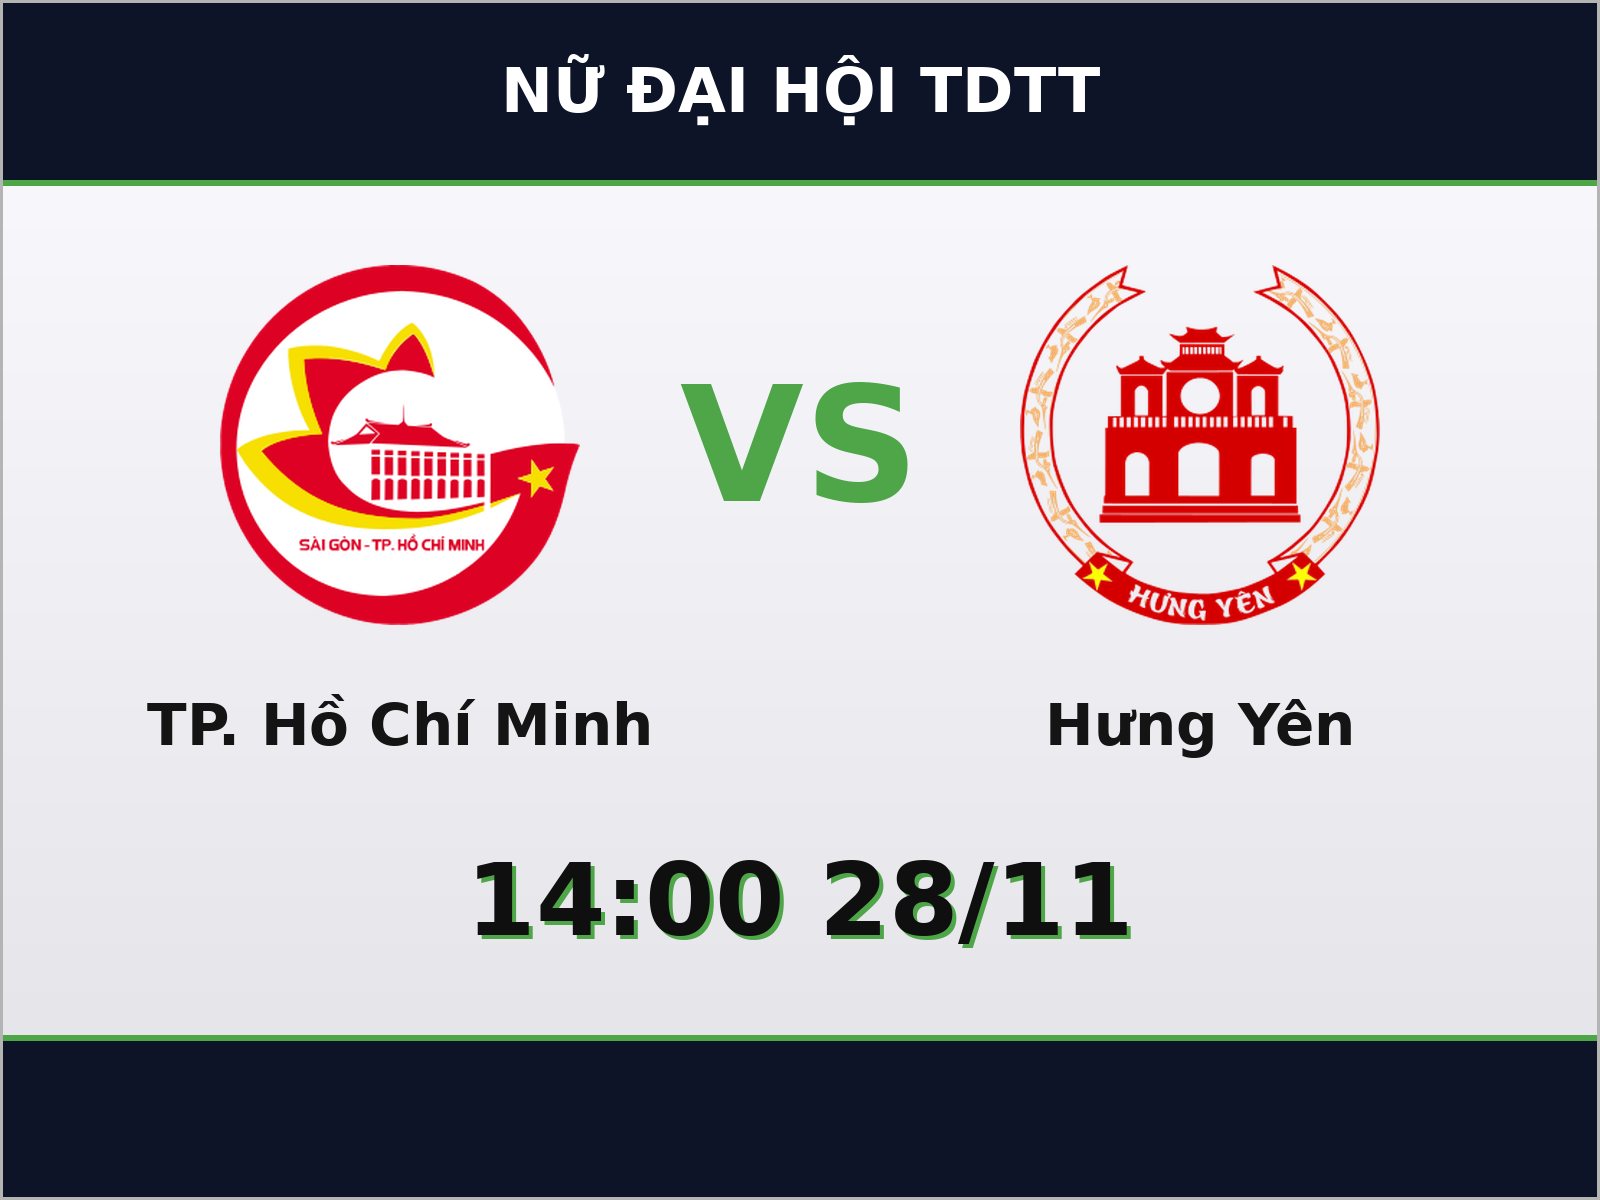 NỮ ĐẠI HỘI TDTT
VS
SÀI GÒN - TP. HỒ CHÍ MINH
HƯNG YÊN
TP. Hồ Chí Minh
Hưng Yên
14:00 28/11